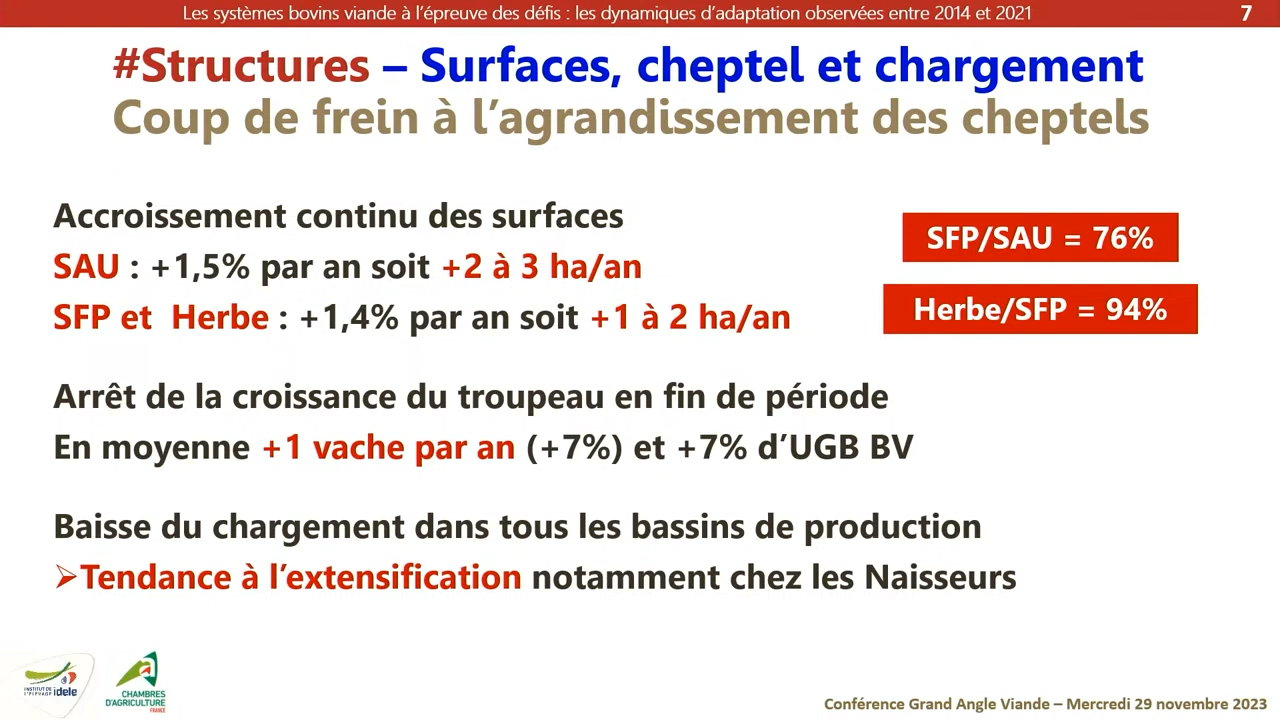 Les systèmes bovins viande à l'épreuve des défis : les dynamiques d'adaptation observées entre 2014 et 2021
7
#Structures – Surfaces, cheptel et chargement
Coup de frein à l'agrandissement des cheptels
Accroissement continu des surfaces
SAU : +1,5% par an soit +2 à 3 ha/an
SFP et Herbe : +1,4% par an soit +1 à 2 ha/an
SFP/SAU = 76%
Herbe/SFP = 94%
Arrêt de la croissance du troupeau en fin de période
En moyenne +1 vache par an (+7%) et +7% d'UGB BV
Baisse du chargement dans tous les bassins de production
➢Tendance à l'extensification notamment chez les Naisseurs
INSTITUT DE
L'ÉLEVAGE idele
CHAMBRES
D'AGRICULTURE
FRANCE
Conférence Grand Angle Viande – Mercredi 29 novembre 2023